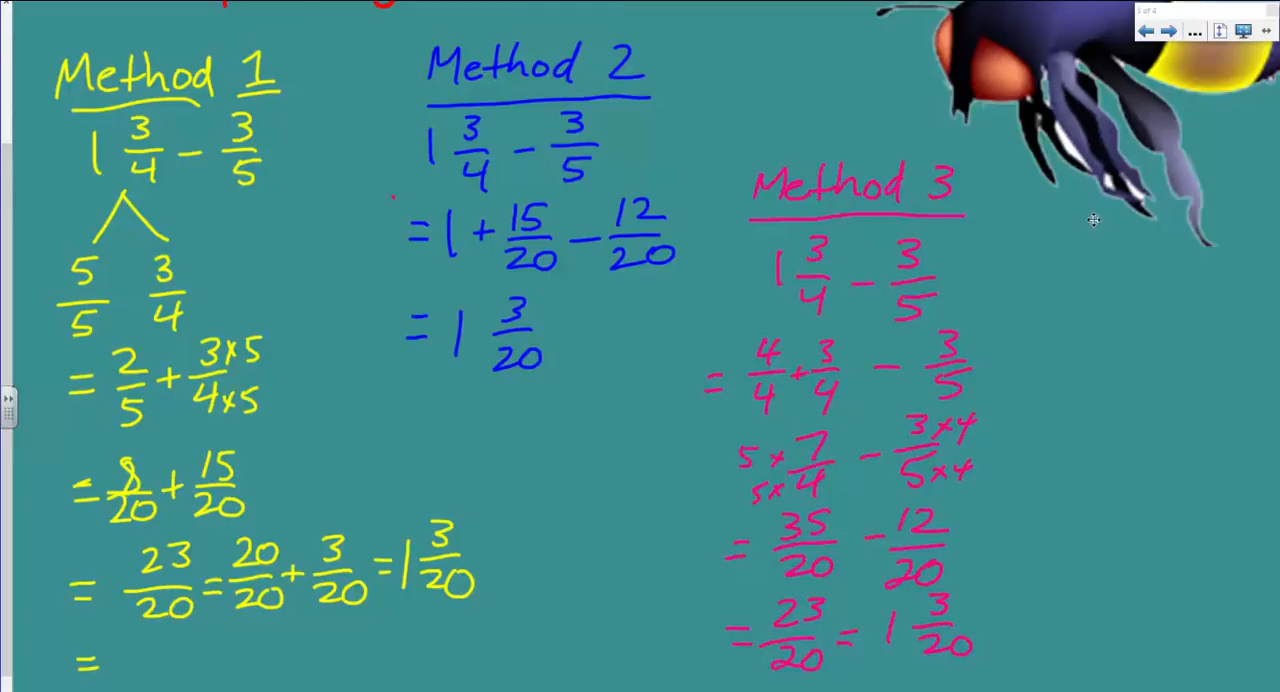 Method 1
1 3/4 - 3/5
5/5 3/4
= 2/5 + 3×5/4×5
= 8/20 + 15/20
= 23/20 = 20/20 + 3/20 = 1 3/20
=
Method 2
1 3/4 - 3/5
= 1 + 15/20 - 12/20
= 1 3/20
Method 3
1 3/4 - 3/5
= 4/4 + 3/4 - 3/5
5×7/5×4 - 3×4/5×4
= 35/20 - 12/20
= 23/20 = 1 3/20
5 of 4